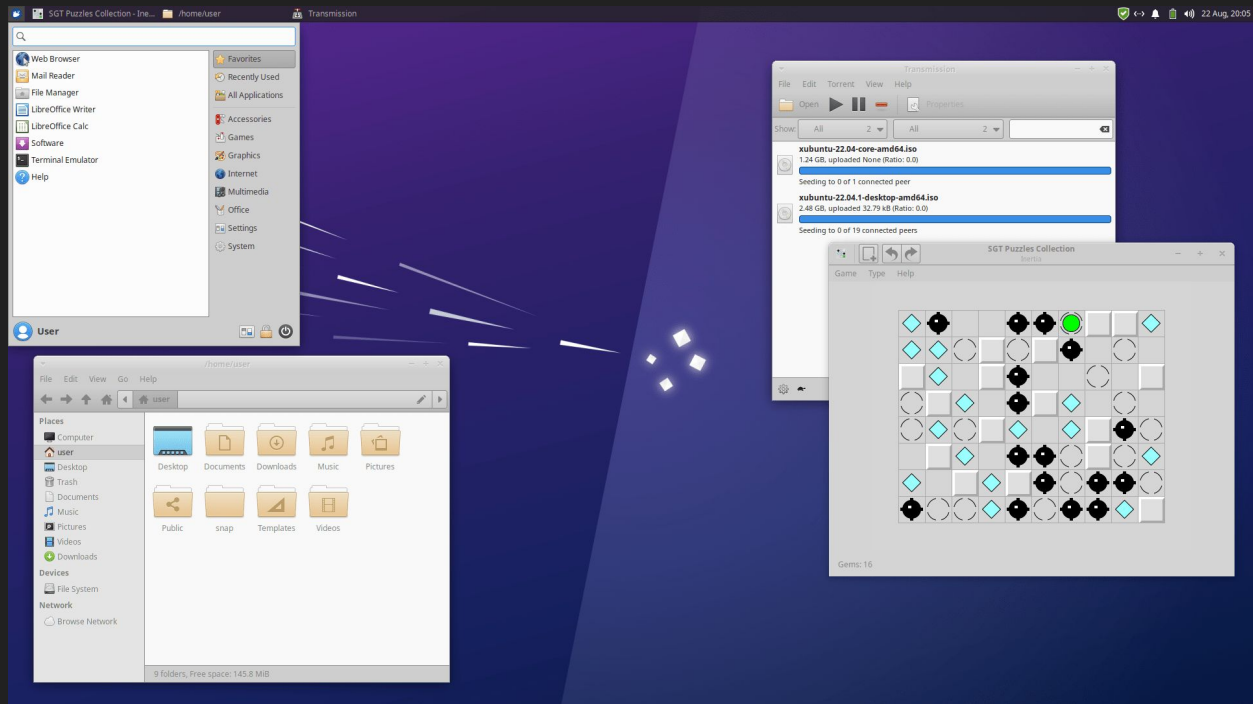 SGT Puzzles Collection - Ine...
/home/user
Transmission
22 Aug, 20:05
Web Browser
Mail Reader
File Manager
LibreOffice Writer
LibreOffice Calc
Software
Terminal Emulator
Help
Favorites
Recently Used
All Applications
Accessories
Games
Graphics
Internet
Multimedia
Office
Settings
System
User
Transmission
File Edit Torrent View Help
Open Properties
Show: All 2 All 2
xubuntu-22.04-core-amd64.iso
1.24 GB, uploaded None (Ratio: 0.0)
Seeding to 0 of 1 connected peer
xubuntu-22.04.1-desktop-amd64.iso
2.48 GB, uploaded 32.79 kB (Ratio: 0.0)
Seeding to 0 of 19 connected peers
SGT Puzzles Collection
Inertia
Game Type Help
Gems: 16
/home/user
File Edit View Go Help
user
Places
Computer
user
Desktop
Trash
Documents
Music
Pictures
Videos
Downloads
Devices
File System
Network
Browse Network
Desktop Documents Downloads Music Pictures
Public snap Templates Videos
9 folders, Free space: 145.8 MiB